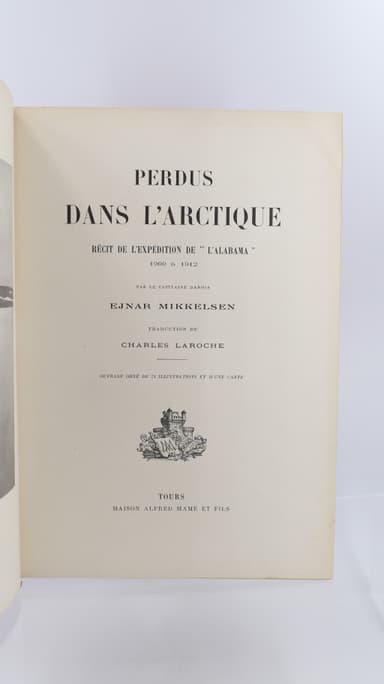 PERDUS
DANS L'ARCTIQUE
RÉCIT DE L'EXPÉDITION DE " L'ALABAMA "
1909 à 1912
PAR LE CAPITAINE DANOIS
EJNAR MIKKELSEN
TRADUCTION DE
CHARLES LAROCHE
OUVRAGE ORNÉ DE 71 ILLUSTRATIONS ET D'UNE CARTE
TOURS
MAISON ALFRED MAME ET FILS